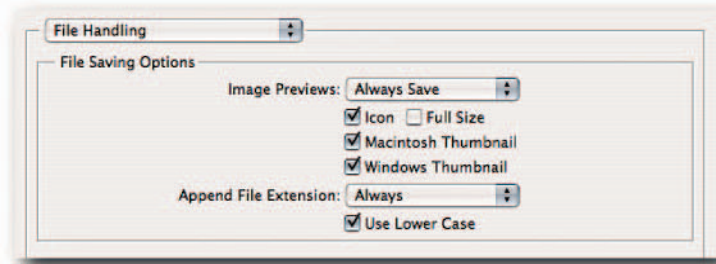 File Handling
File Saving Options
Image Previews: Always Save
Icon Full Size
Macintosh Thumbnail
Windows Thumbnail
Append File Extension: Always
Use Lower Case